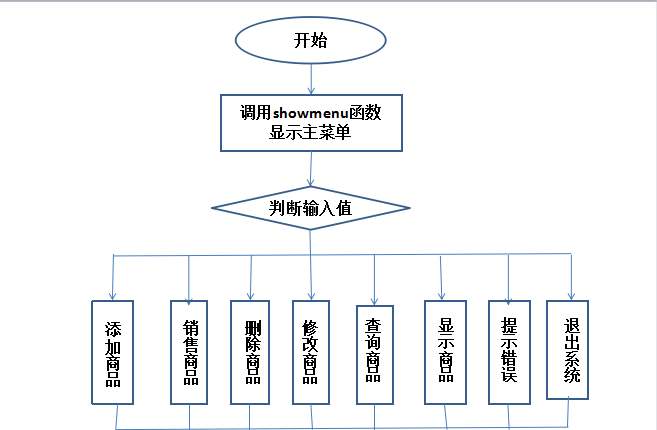 开始
调用showmenu函数
显示主菜单
判断输入值
添加商品
销售商品
删除商品
修改商品
查询商品
显示商品
提示错误
退出系统